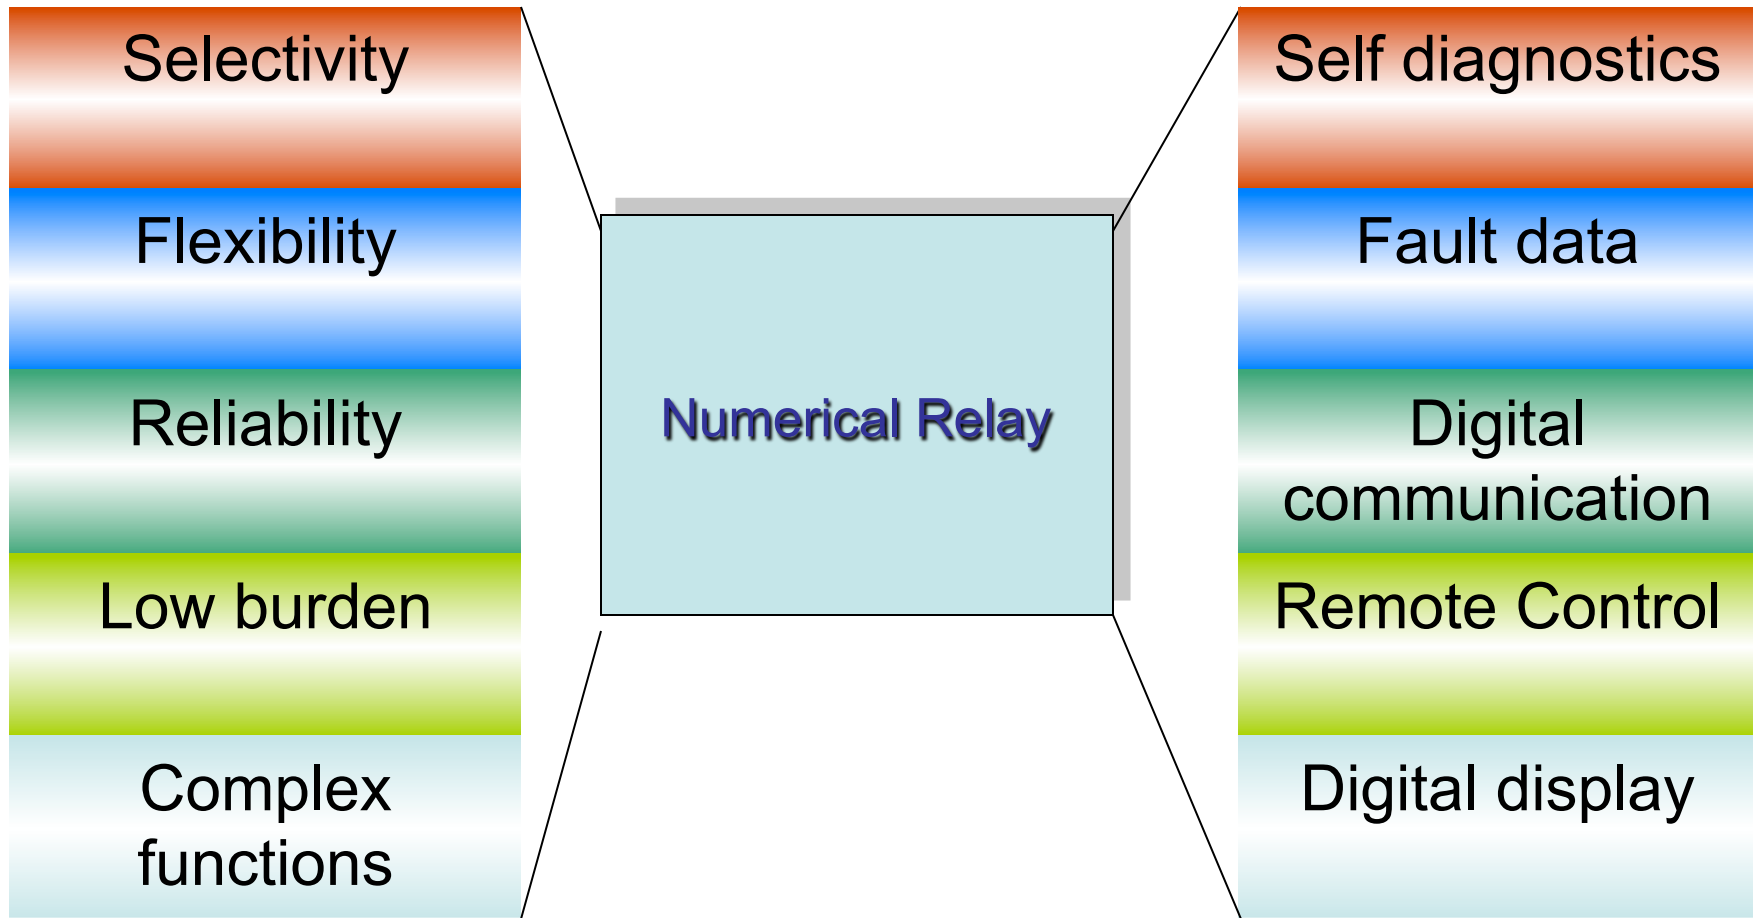 Selectivity
Flexibility
Reliability
Low burden
Complex
functions
Numerical Relay
Self diagnostics
Fault data
Digital
communication
Remote Control
Digital display